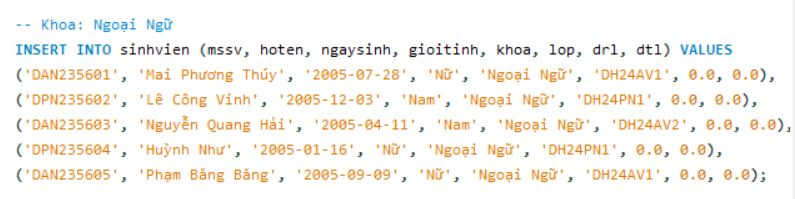 -- Khoa: Ngoại Ngữ
INSERT INTO sinhvien (mssv, hoten, ngaysinh, gioitinh, khoa, lop, drl, dtl) VALUES
('DAN235601', 'Mai Phương Thúy', '2005-07-28', 'Nữ', 'Ngoại Ngữ', 'DH24AV1', 0.0, 0.0),
('DPN235602', 'Lê Công Vinh', '2005-12-03', 'Nam', 'Ngoại Ngữ', 'DH24PN1', 0.0, 0.0),
('DAN235603', 'Nguyễn Quang Hải', '2005-04-11', 'Nam', 'Ngoại Ngữ', 'DH24AV2', 0.0, 0.0),
('DPN235604', 'Huỳnh Như', '2005-01-16', 'Nữ', 'Ngoại Ngữ', 'DH24PN1', 0.0, 0.0),
('DAN235605', 'Phạm Băng Băng', '2005-09-09', 'Nữ', 'Ngoại Ngữ', 'DH24AV1', 0.0, 0.0);